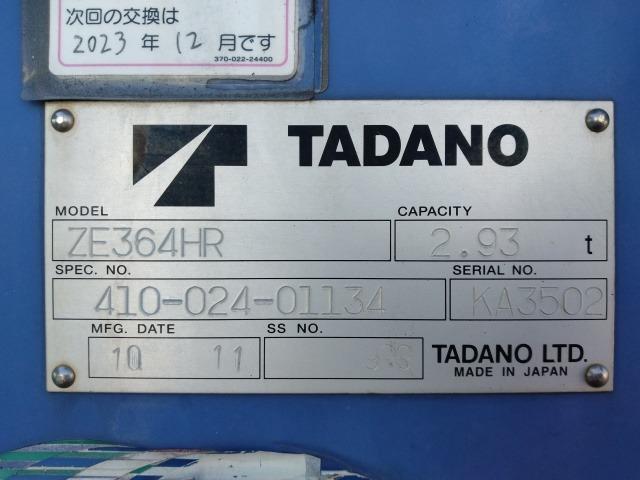 次回の交換は
2023 年 12 月です
370-022-24400
TADANO
MODEL
ZE364HR
CAPACITY
2.93 t
SPEC. NO.
410-024-01134
SERIAL NO.
KA3502
MFG. DATE
10 11
SS NO.
TADANO LTD.
MADE IN JAPAN